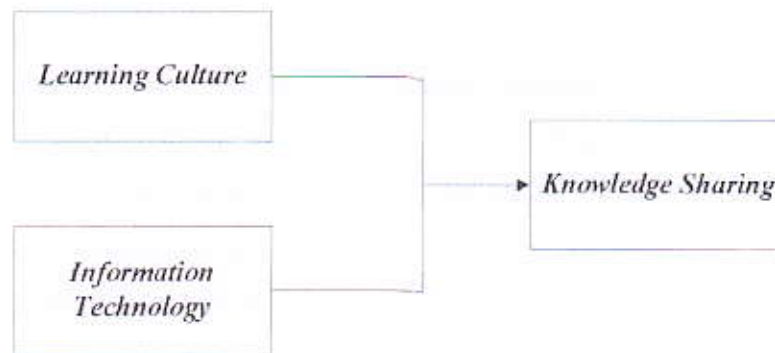 Learning Culture
Knowledge Sharing
Information
Technology